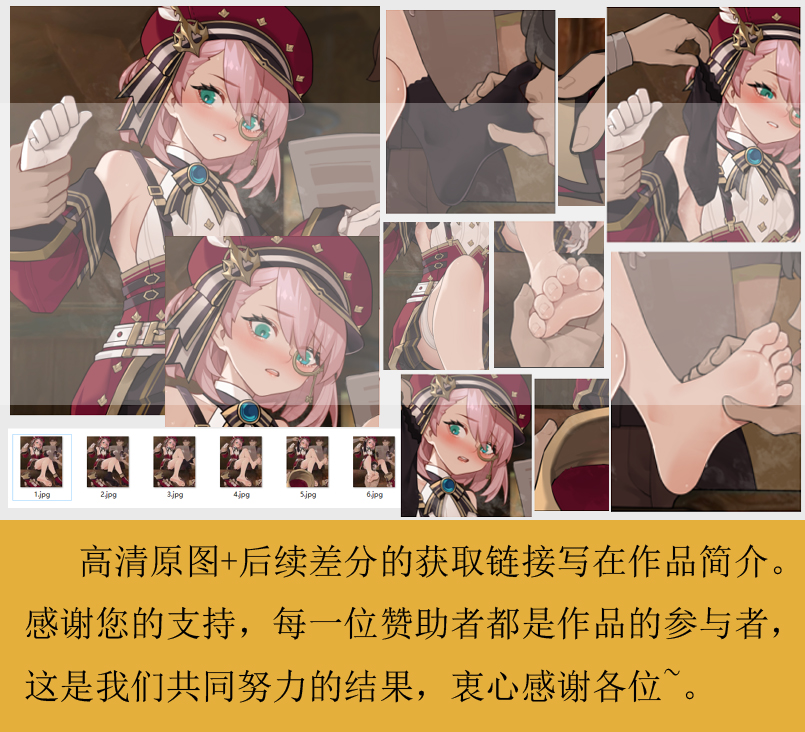 1.jpg
2.jpg
3.jpg
4.jpg
5.jpg
6.jpg
高清原图+后续差分的获取链接写在作品简介。
感谢您的支持，每一位赞助者都是作品的参与者，
这是我们共同努力的结果，衷心感谢各位~。